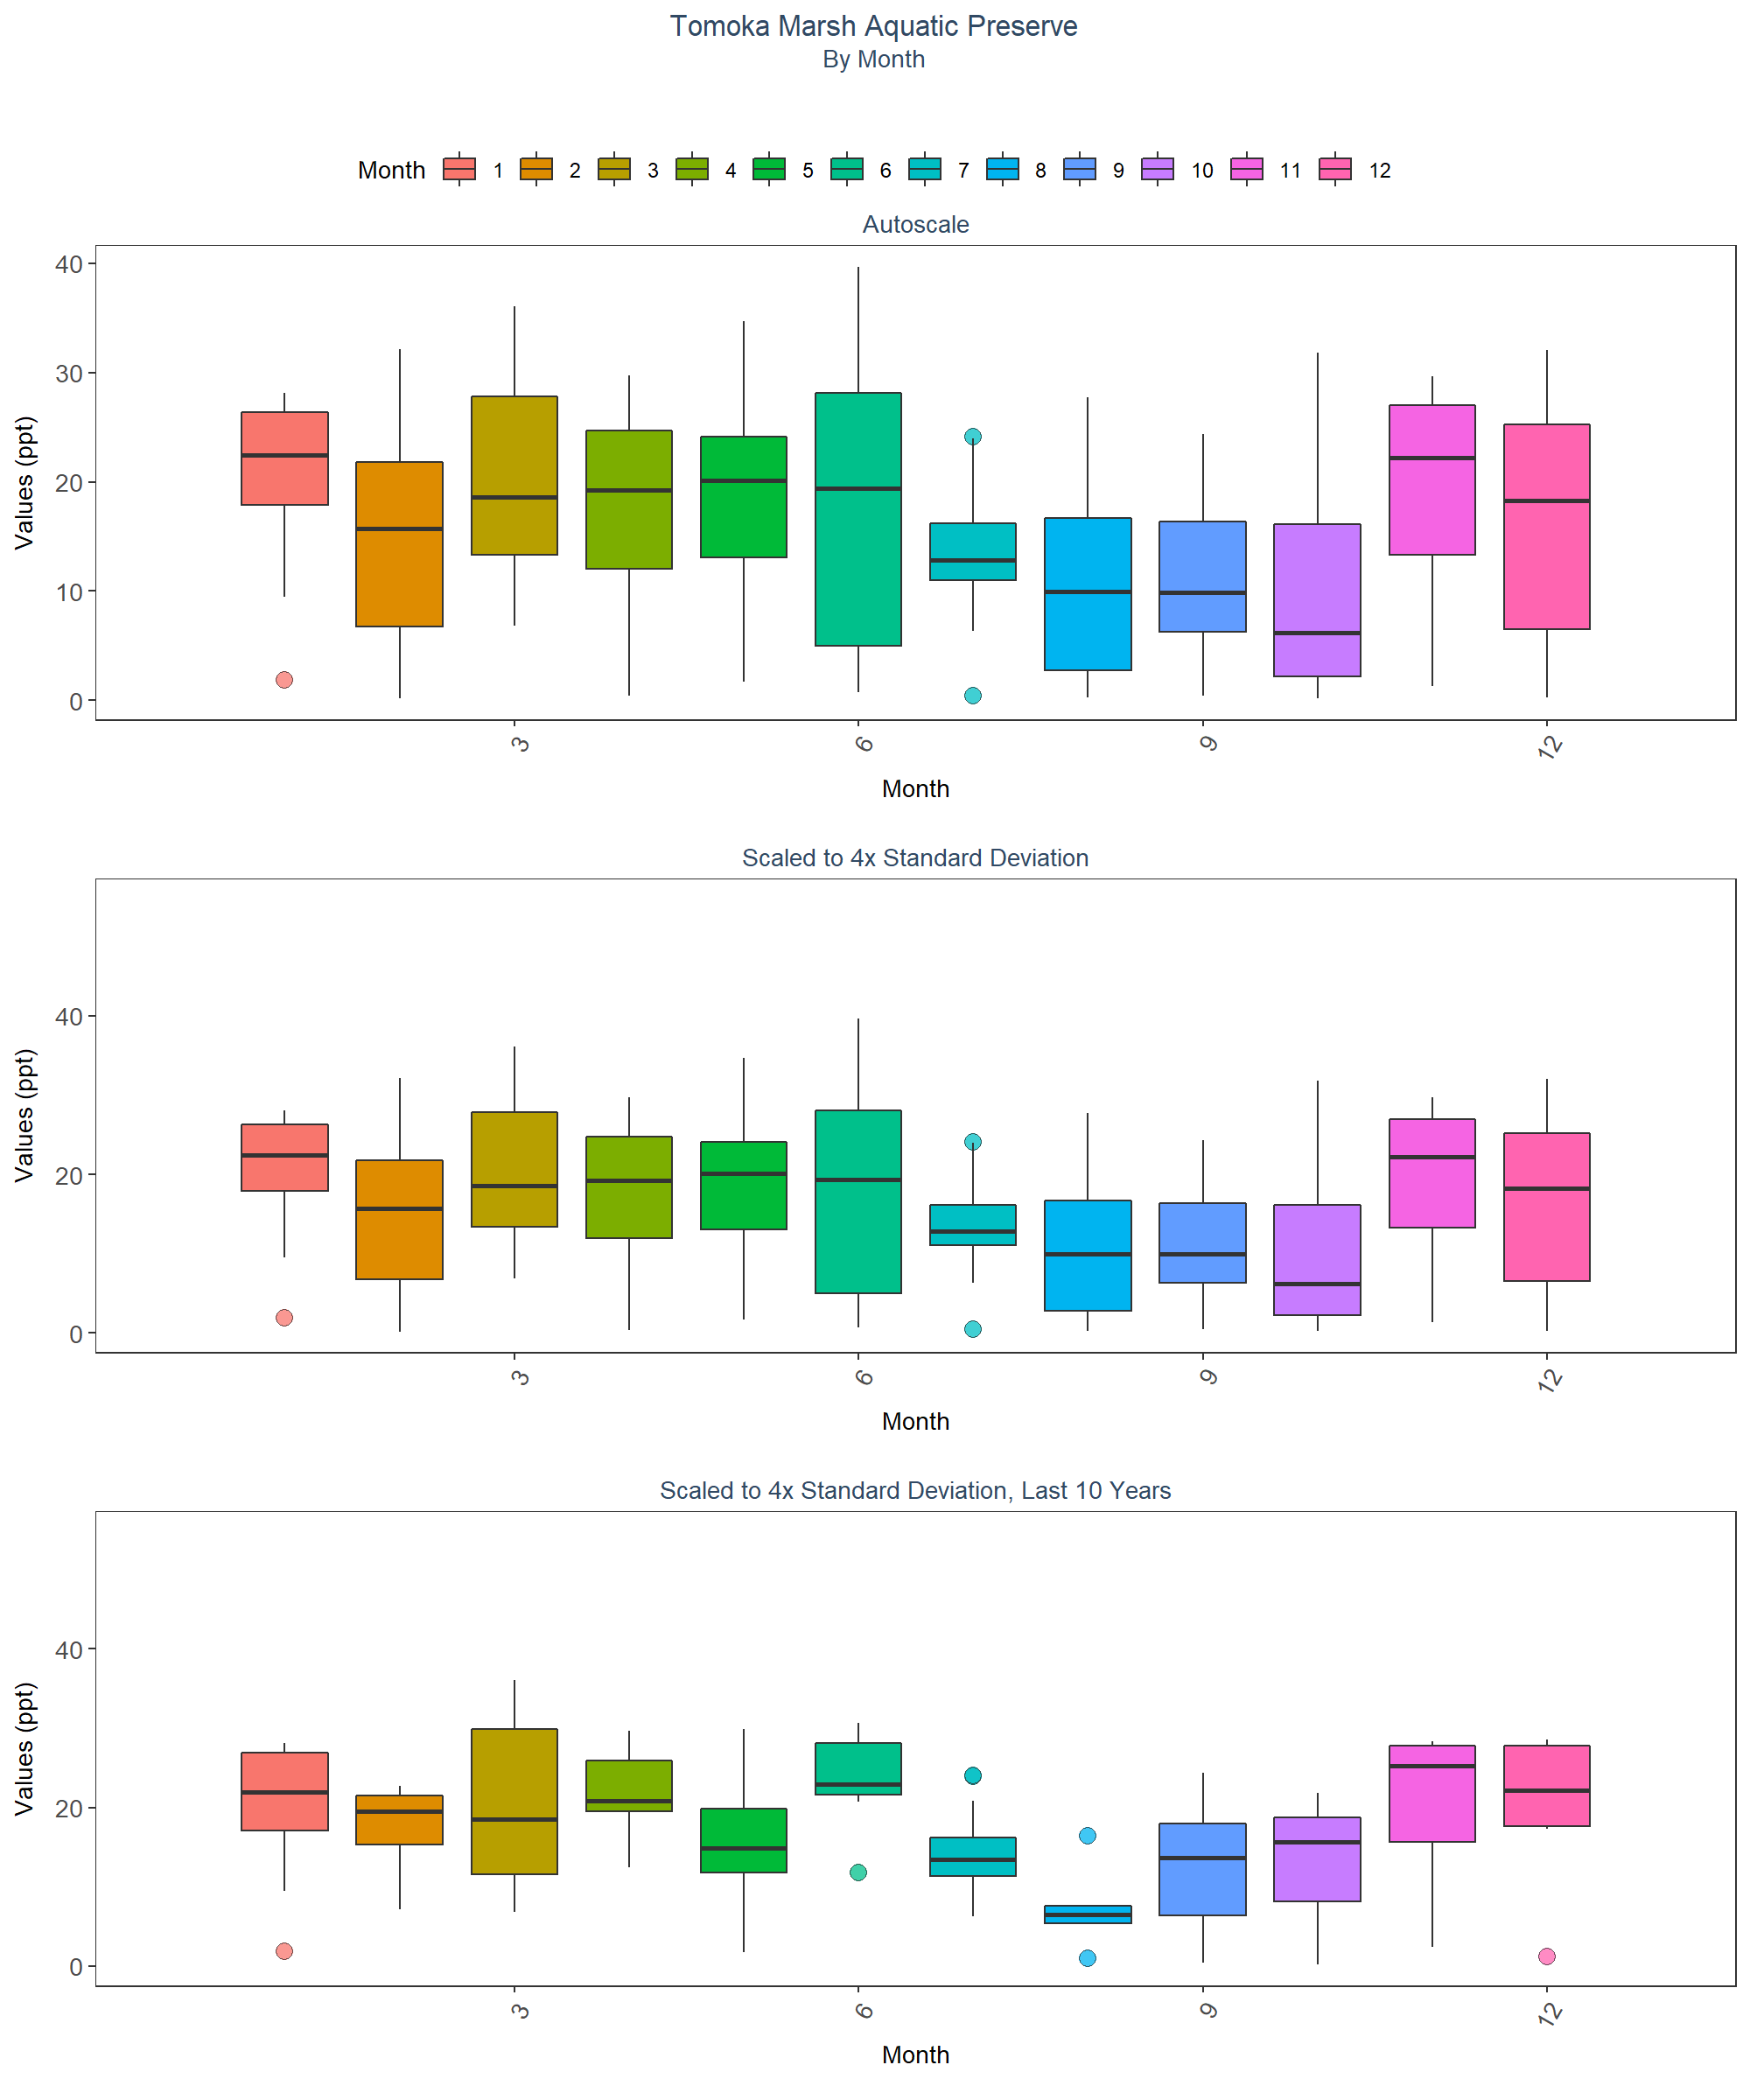 Tomoka Marsh Aquatic Preserve
By Month
Month 1 2 3 4 5 6 7 8 9 10 11 12
Autoscale
Values (ppt)
40
30
20
10
0
3 6 9 12
Month
Scaled to 4x Standard Deviation
Values (ppt)
40
20
0
3 6 9 12
Month
Scaled to 4x Standard Deviation, Last 10 Years
Values (ppt)
40
20
0
3 6 9 12
Month